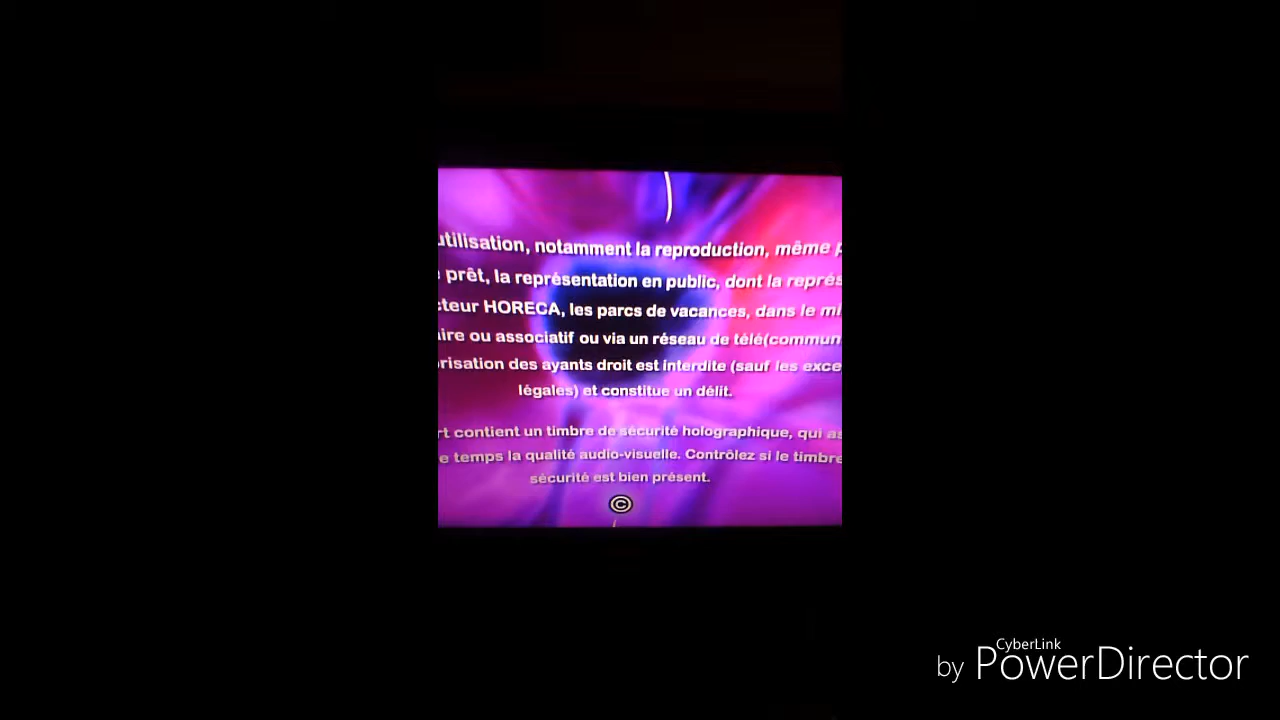 utilisation, notamment la reproduction, même p
prêt, la représentation en public, dont la représ
cteur HORECA, les parcs de vacances, dans le mi
aire ou associatif ou via un réseau de télé(commun
orisation des ayants droit est interdite (sauf les exce
légales) et constitue un délit.
rt contient un timbre de sécurité holographique, qui as
e temps la qualité audio-visuelle. Contrôlez si le timbre
sécurité est bien présent.
©
CyberLink
by PowerDirector